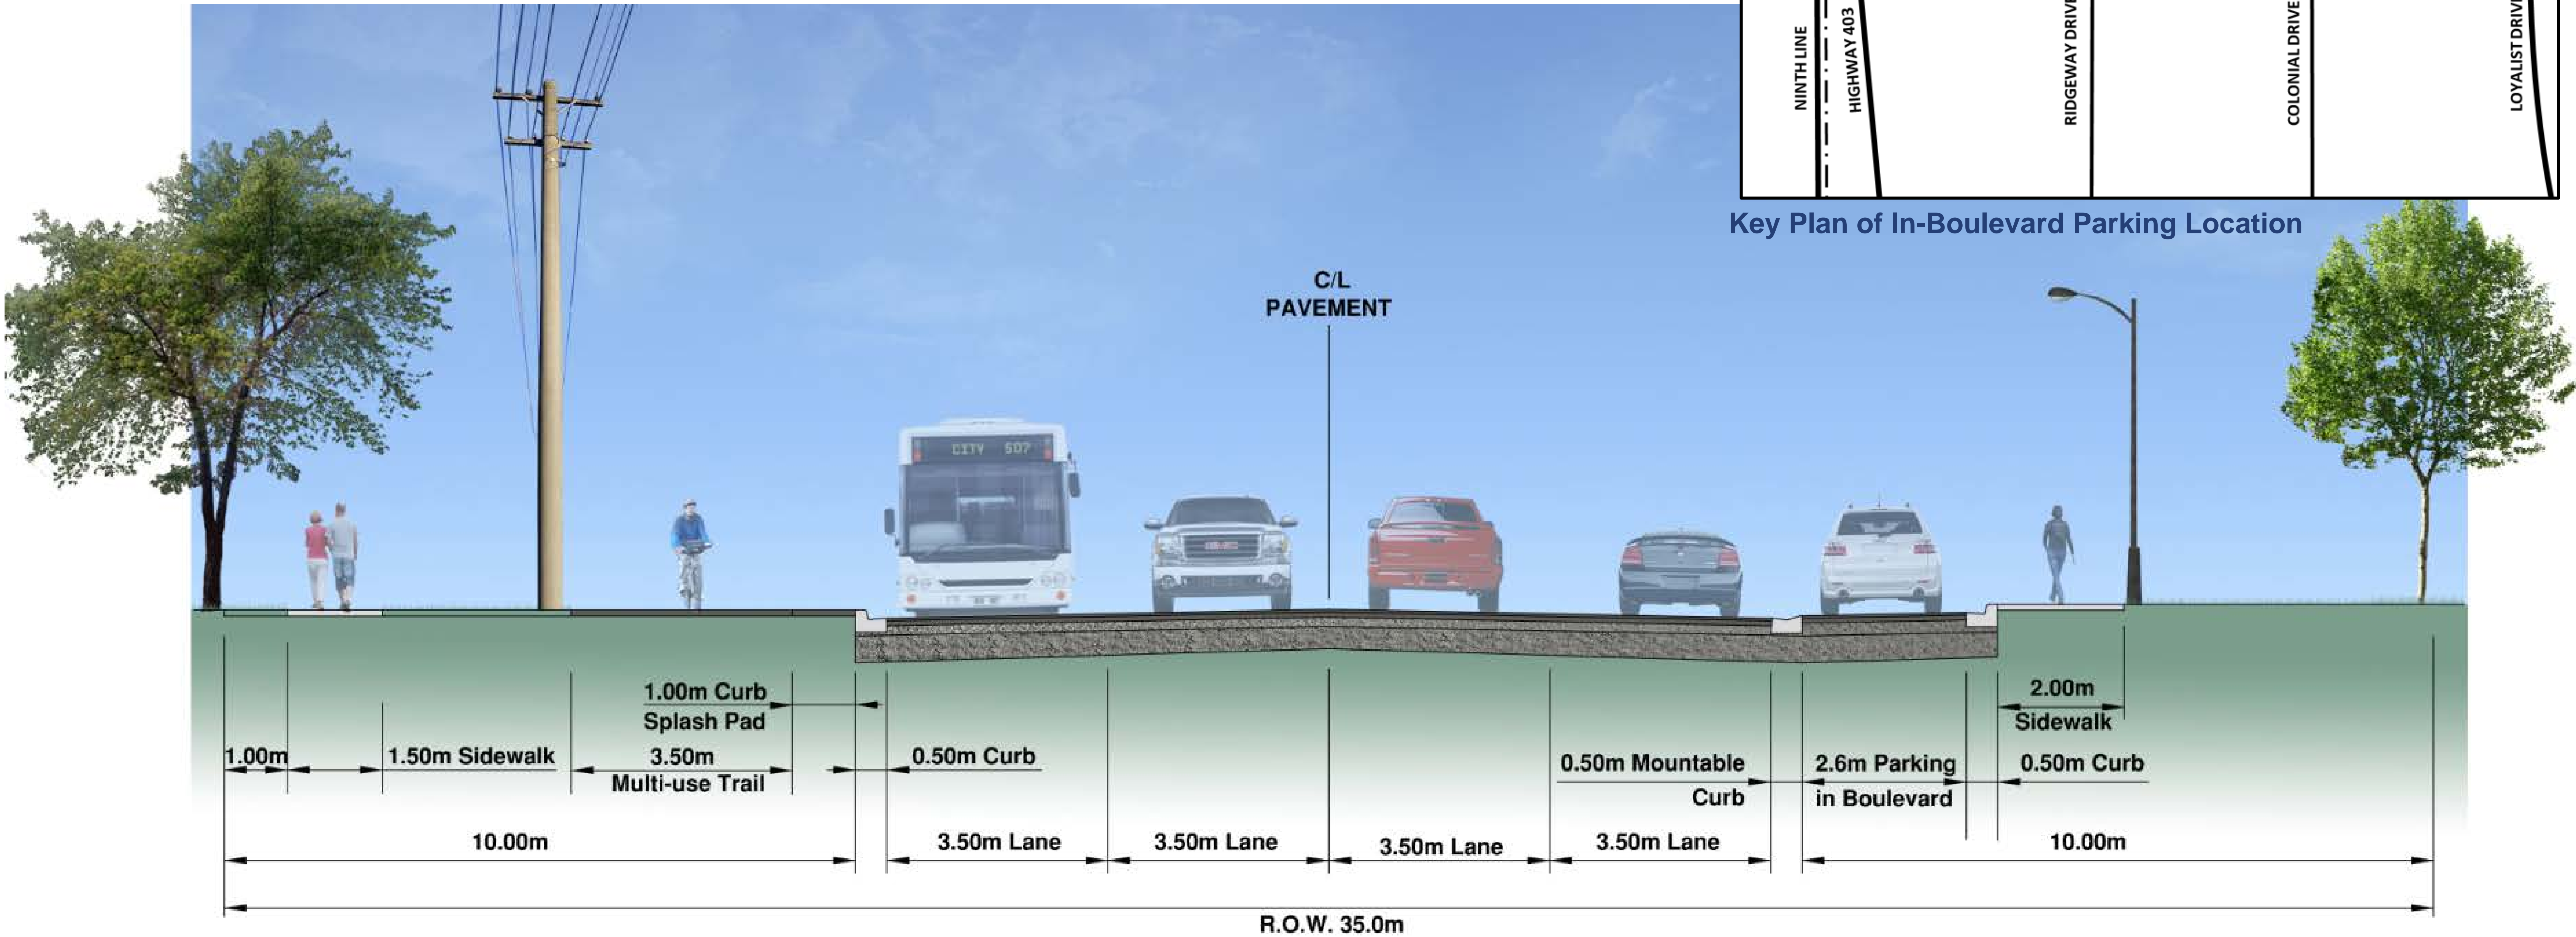 NINTH LINE
HIGHWAY 403
RIDGEWAY DRIVE
COLONIAL DRIVE
LOYALIST DRIVE
Key Plan of In-Boulevard Parking Location
C/L
PAVEMENT
CITY 507
1.00m Curb
Splash Pad
2.00m
Sidewalk
1.00m
1.50m Sidewalk
3.50m
Multi-use Trail
0.50m Curb
0.50m Mountable
Curb
2.6m Parking
in Boulevard
0.50m Curb
10.00m
3.50m Lane
3.50m Lane
3.50m Lane
3.50m Lane
10.00m
R.O.W. 35.0m